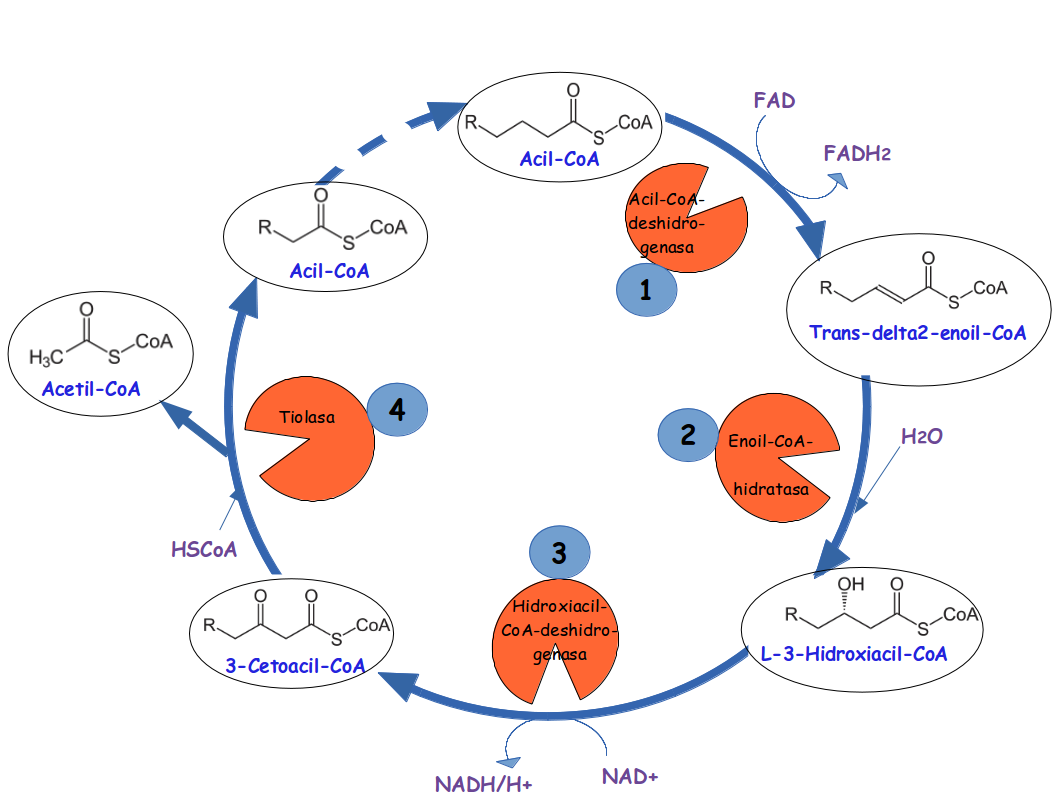 O
R
S
CoA
Acil-CoA
FAD
FADH2
Acil-CoA-
deshidro-
genasa
1
O
R
S
CoA
Trans-delta2-enoil-CoA
2
Enoil-CoA-
hidratasa
H2O
OH
O
R
S
CoA
L-3-Hidroxiacil-CoA
3
Hidroxiacil-
CoA-deshidro-
genasa
NAD+
NADH/H+
O
O
R
S
CoA
3-Cetoacil-CoA
HSCoA
Tiolasa
4
O
H3C
S
CoA
Acetil-CoA
O
R
S
CoA
Acil-CoA